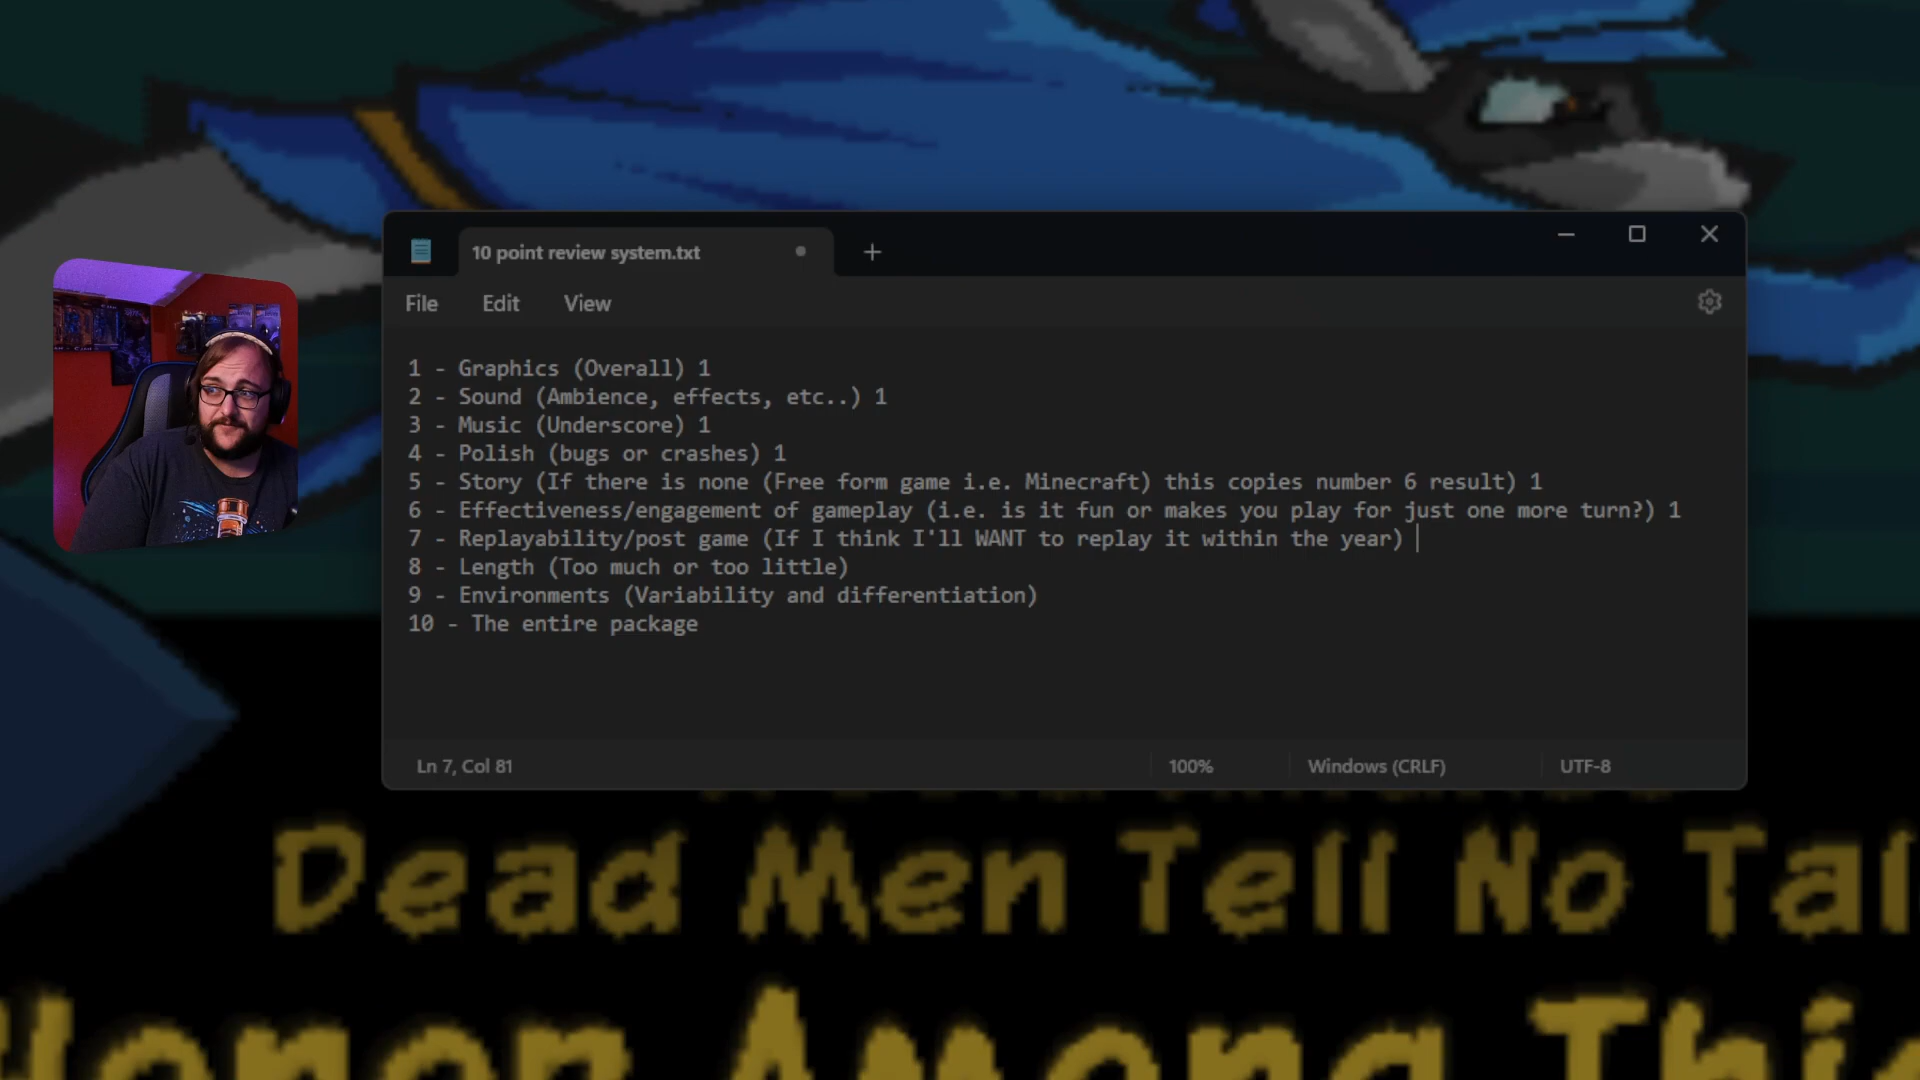 10 point review system.txt
File Edit View
1 - Graphics (Overall) 1
2 - Sound (Ambience, effects, etc..) 1
3 - Music (Underscore) 1
4 - Polish (bugs or crashes) 1
5 - Story (If there is none (Free form game i.e. Minecraft) this copies number 6 result) 1
6 - Effectiveness/engagement of gameplay (i.e. is it fun or makes you play for just one more turn?) 1
7 - Replayability/post game (If I think I'll WANT to replay it within the year)
8 - Length (Too much or too little)
9 - Environments (Variability and differentiation)
10 - The entire package
Ln 7, Col 81 100% Windows (CRLF) UTF-8
Dead Men Tell No Tal
Honor Among Thi